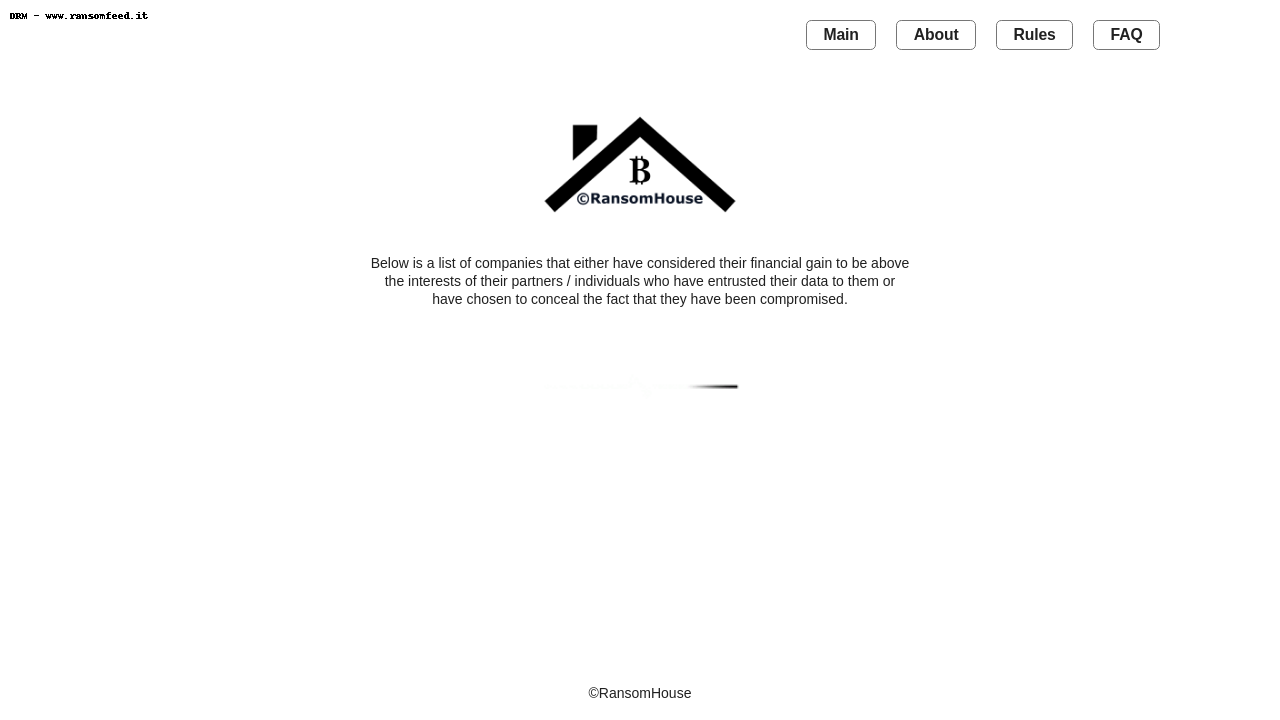 DRM - www.ransomfeed.it
Main
About
Rules
FAQ
B
©RansomHouse
Below is a list of companies that either have considered their financial gain to be above
the interests of their partners / individuals who have entrusted their data to them or
have chosen to conceal the fact that they have been compromised.
©RansomHouse